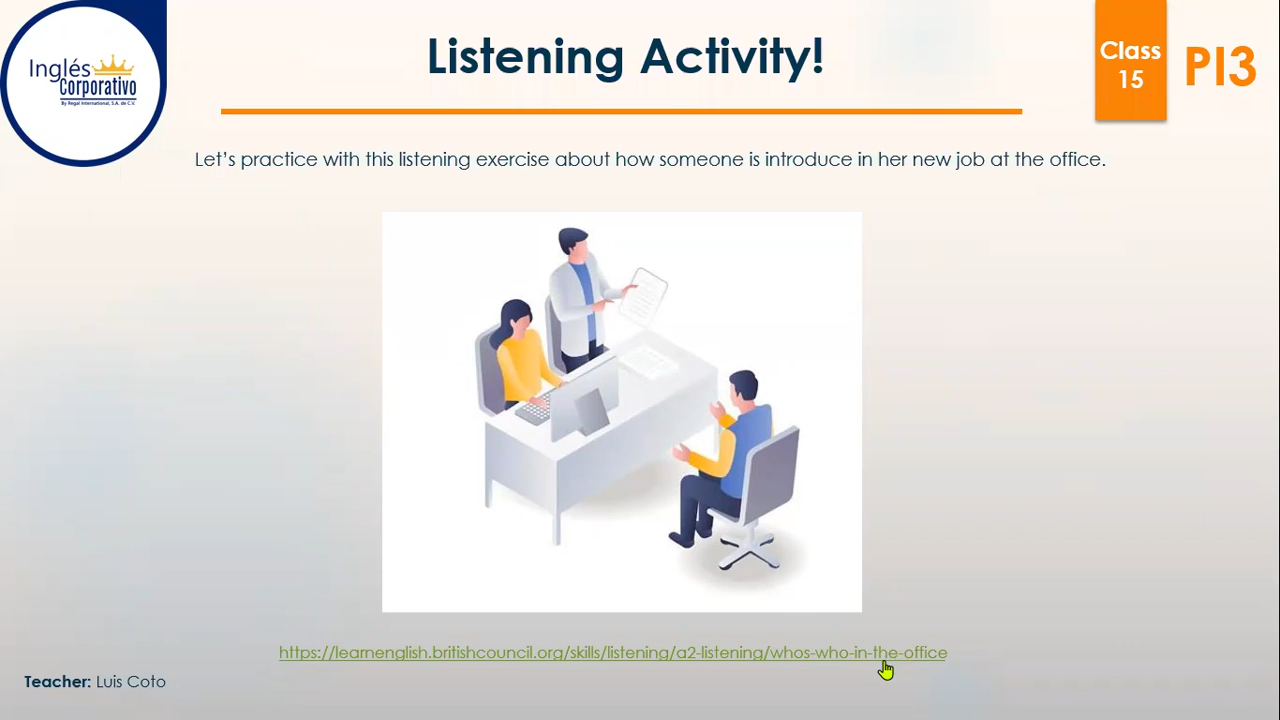 Inglés
Corporativo
By Regal International, S.A. de C.V.
Listening Activity!
Class
15
PI3
Let's practice with this listening exercise about how someone is introduce in her new job at the office.
https://learnenglish.britishcouncil.org/skills/listening/a2-listening/whos-who-in-the-office
Teacher: Luis Coto